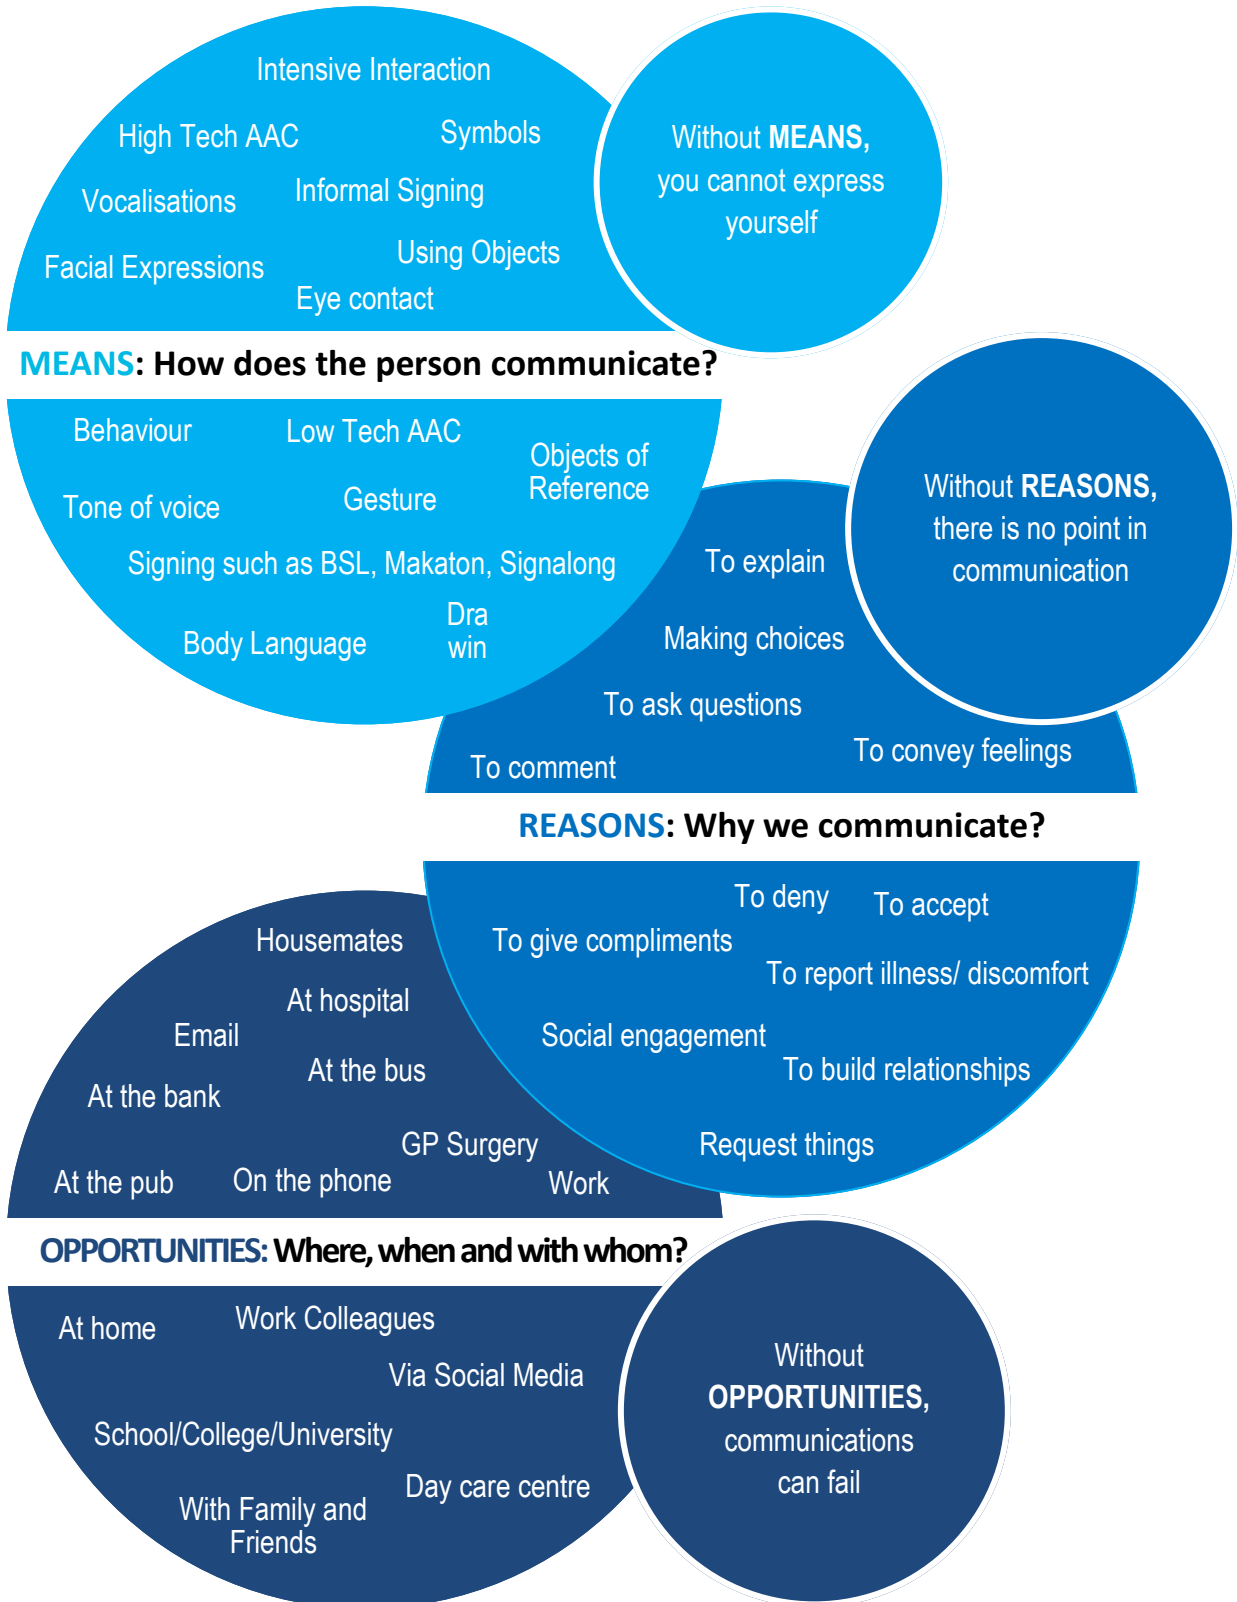 Intensive Interaction
High Tech AAC
Symbols
Vocalisations
Informal Signing
Facial Expressions
Using Objects
Eye contact
Without MEANS,
you cannot express
yourself
MEANS: How does the person communicate?
Behaviour
Low Tech AAC
Objects of
Reference
Tone of voice
Gesture
Signing such as BSL, Makaton, Signalong
Body Language
Dra
win
Without REASONS,
there is no point in
communication
To explain
Making choices
To ask questions
To convey feelings
To comment
REASONS: Why we communicate?
To deny
To accept
To give compliments
To report illness/ discomfort
Social engagement
To build relationships
Request things
Housemates
At hospital
Email
At the bus
At the bank
GP Surgery
At the pub
On the phone
Work
OPPORTUNITIES: Where, when and with whom?
At home
Work Colleagues
Via Social Media
School/College/University
Day care centre
With Family and
Friends
Without
OPPORTUNITIES,
communications
can fail